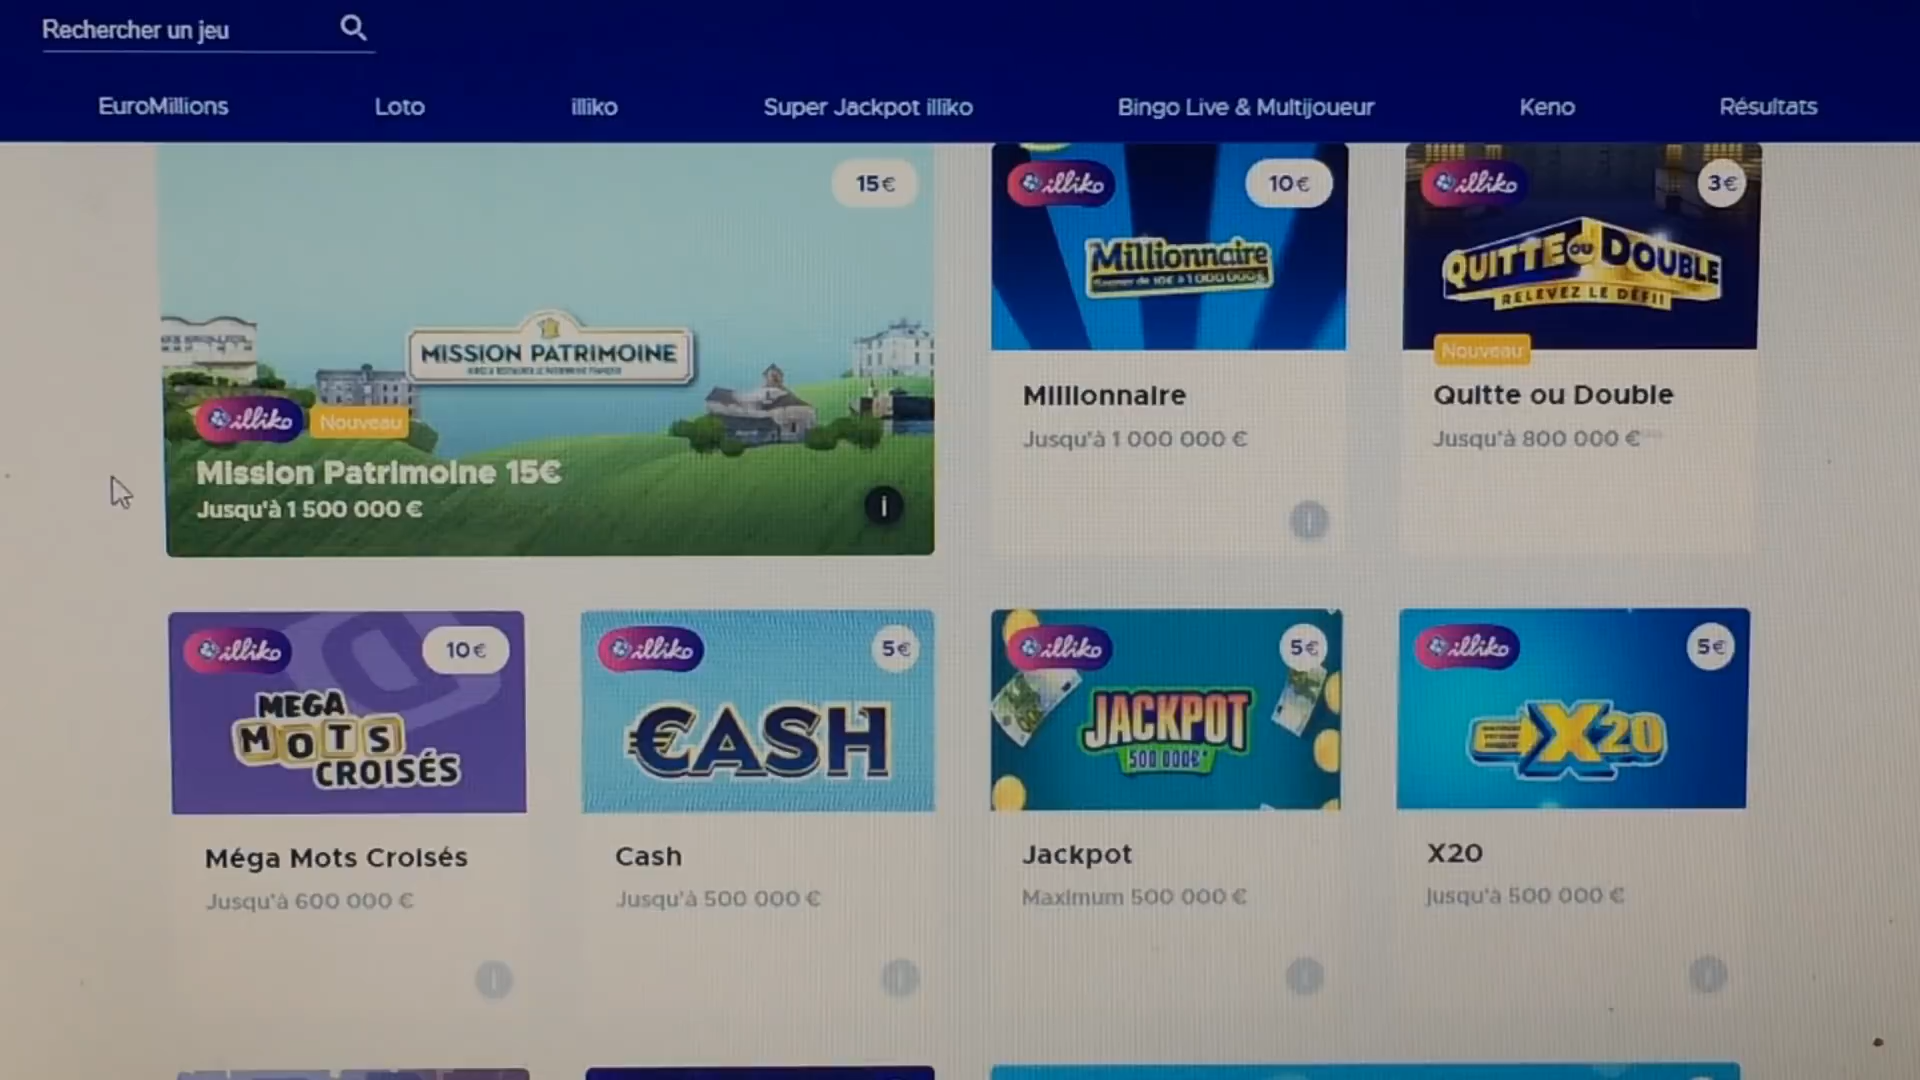 Rechercher un jeu
EuroMillions
Loto
illiko
Super Jackpot illiko
Bingo Live & Multijoueur
Keno
Résultats
15€
MISSION PATRIMOINE
illiko
Nouveau
Mission Patrimoine 15€
Jusqu'à 1 500 000 €
i
illiko
10€
Millionnaire
Millionnaire
Jusqu'à 1 000 000 €
illiko
3€
QUITTE OU DOUBLE
RELEVEZ LE DÉFI!
Nouveau
Quitte ou Double
Jusqu'à 800 000 €
illiko
10€
MEGA
MOTS
CROISÉS
Méga Mots Croisés
Jusqu'à 600 000 €
illiko
5€
€ASH
Cash
Jusqu'à 500 000 €
illiko
5€
JACKPOT
500 000€*
Jackpot
Maximum 500 000 €
illiko
5€
X20
X20
Jusqu'à 500 000 €